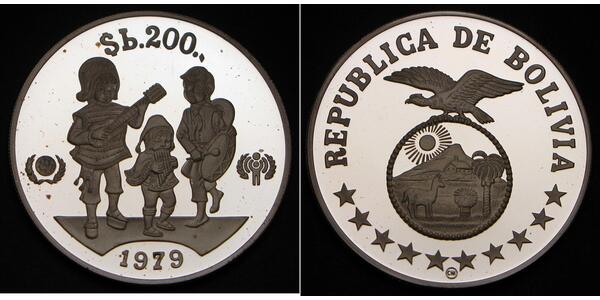 $b.200.
1979
REPUBLICA DE BOLIVIA